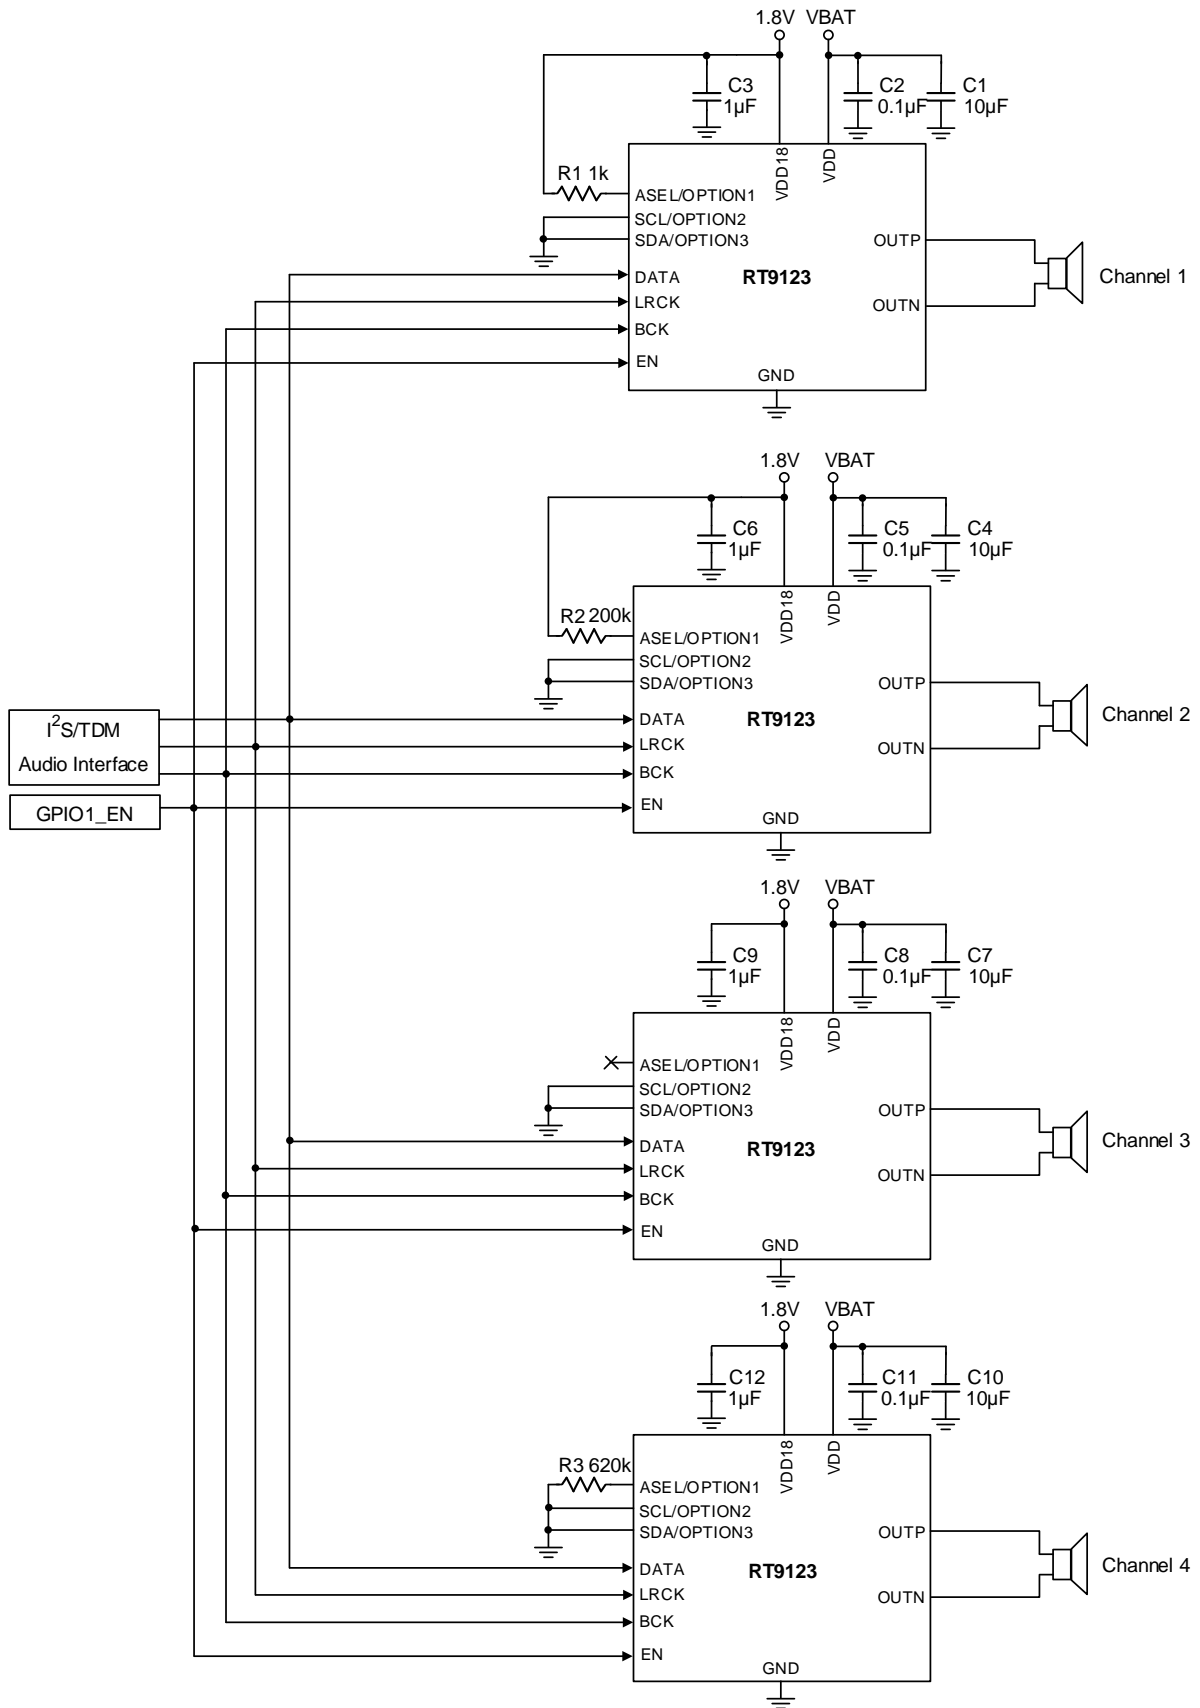 1.8V VBAT
C3
1µF
C2
0.1µF
C1
10µF
VDD18
VDD
R1 1k
ASEL/OPTION1
SCL/OPTION2
SDA/OPTION3
DATA
LRCK
BCK
EN
RT9123
OUTP
OUTN
GND
Channel 1
1.8V VBAT
C6
1µF
C5
0.1µF
C4
10µF
VDD18
VDD
R2 200k
ASEL/OPTION1
SCL/OPTION2
SDA/OPTION3
DATA
LRCK
BCK
EN
RT9123
OUTP
OUTN
GND
Channel 2
I²S/TDM
Audio Interface
GPIO1_EN
1.8V VBAT
C9
1µF
C8
0.1µF
C7
10µF
VDD18
VDD
ASEL/OPTION1
SCL/OPTION2
SDA/OPTION3
DATA
LRCK
BCK
EN
RT9123
OUTP
OUTN
GND
Channel 3
1.8V VBAT
C12
1µF
C11
0.1µF
C10
10µF
VDD18
VDD
R3 620k
ASEL/OPTION1
SCL/OPTION2
SDA/OPTION3
DATA
LRCK
BCK
EN
RT9123
OUTP
OUTN
GND
Channel 4